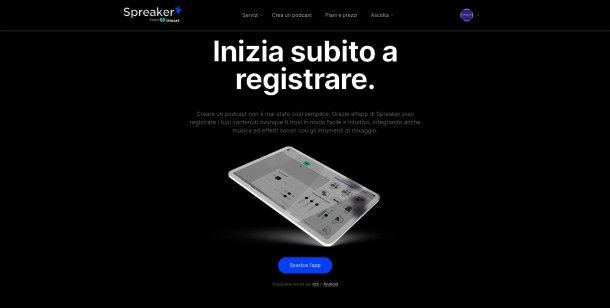 Spreaker
from iHeart
Servizi
Crea un podcast
Piani e prezzi
Ascolta
Inizia subito a
registrare.
Creare un podcast non è mai stato così semplice. Grazie all'app di Spreaker puoi
registrare i tuoi contenuti ovunque ti trovi in modo facile e intuitivo, integrando anche
musica ed effetti sonori con gli strumenti di mixaggio.
Scarica l'app
Disponibile anche per iOS e Android